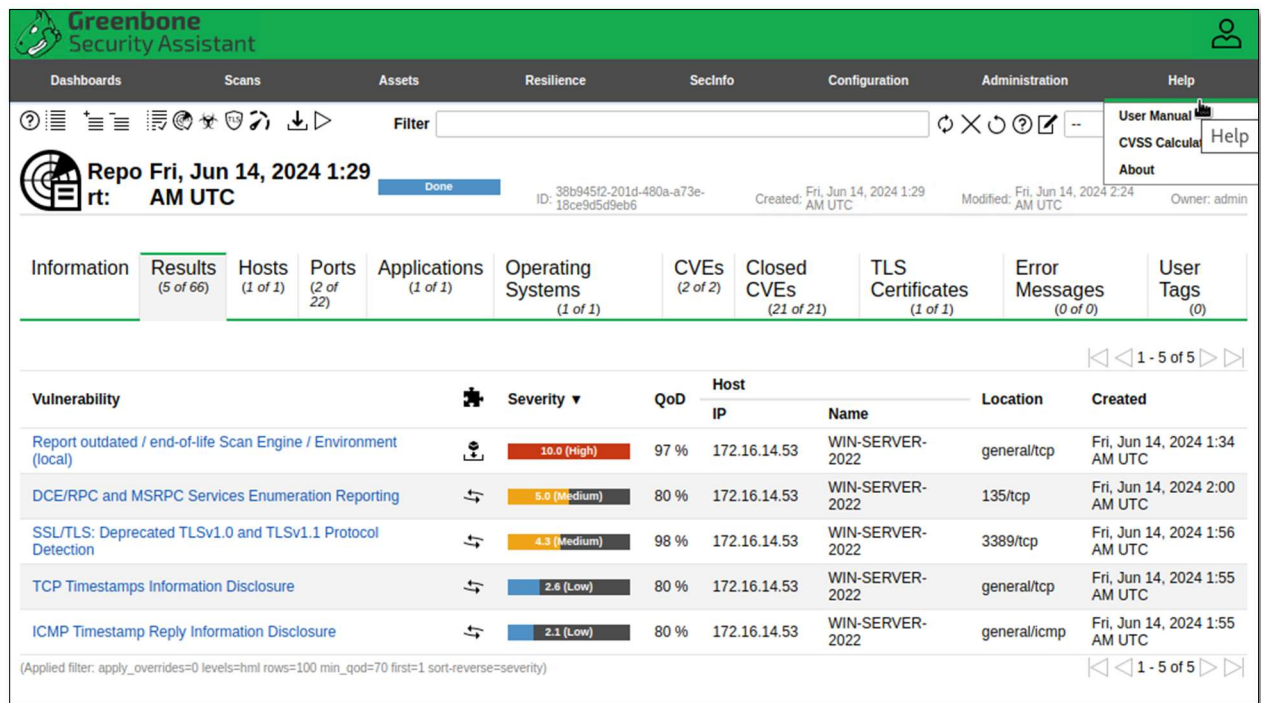 Greenbone
Security Assistant
Dashboards Scans Assets Resilience SecInfo Configuration Administration Help
Filter
--
User Manual
CVSS Calculat
About
Help
Repo Fri, Jun 14, 2024 1:29
rt: AM UTC
Done
ID: 38b945f2-201d-480a-a73e-
18ce9d5d9eb6
Created: Fri, Jun 14, 2024 1:29
AM UTC
Modified: Fri, Jun 14, 2024 2:24
AM UTC
Owner: admin
Information
Results
(5 of 66)
Hosts
(1 of 1)
Ports
(2 of
22)
Applications
(1 of 1)
Operating
Systems
(1 of 1)
CVEs
(2 of 2)
Closed
CVEs
(21 of 21)
TLS
Certificates
(1 of 1)
Error
Messages
(0 of 0)
User
Tags
(0)
1 - 5 of 5
Vulnerability Severity ▼ QoD Host Location Created
IP Name
Report outdated / end-of-life Scan Engine / Environment
(local)
10.0 (High) 97 % 172.16.14.53 WIN-SERVER-
2022
general/tcp Fri, Jun 14, 2024 1:34
AM UTC
DCE/RPC and MSRPC Services Enumeration Reporting
5.0 (Medium) 80 % 172.16.14.53 WIN-SERVER-
2022
135/tcp Fri, Jun 14, 2024 2:00
AM UTC
SSL/TLS: Deprecated TLSv1.0 and TLSv1.1 Protocol
Detection
4.3 (Medium) 98 % 172.16.14.53 WIN-SERVER-
2022
3389/tcp Fri, Jun 14, 2024 1:56
AM UTC
TCP Timestamps Information Disclosure
2.6 (Low) 80 % 172.16.14.53 WIN-SERVER-
2022
general/tcp Fri, Jun 14, 2024 1:55
AM UTC
ICMP Timestamp Reply Information Disclosure
2.1 (Low) 80 % 172.16.14.53 WIN-SERVER-
2022
general/icmp Fri, Jun 14, 2024 1:55
AM UTC
(Applied filter: apply_overrides=0 levels=hml rows=100 min_qod=70 first=1 sort-reverse=severity)
1 - 5 of 5